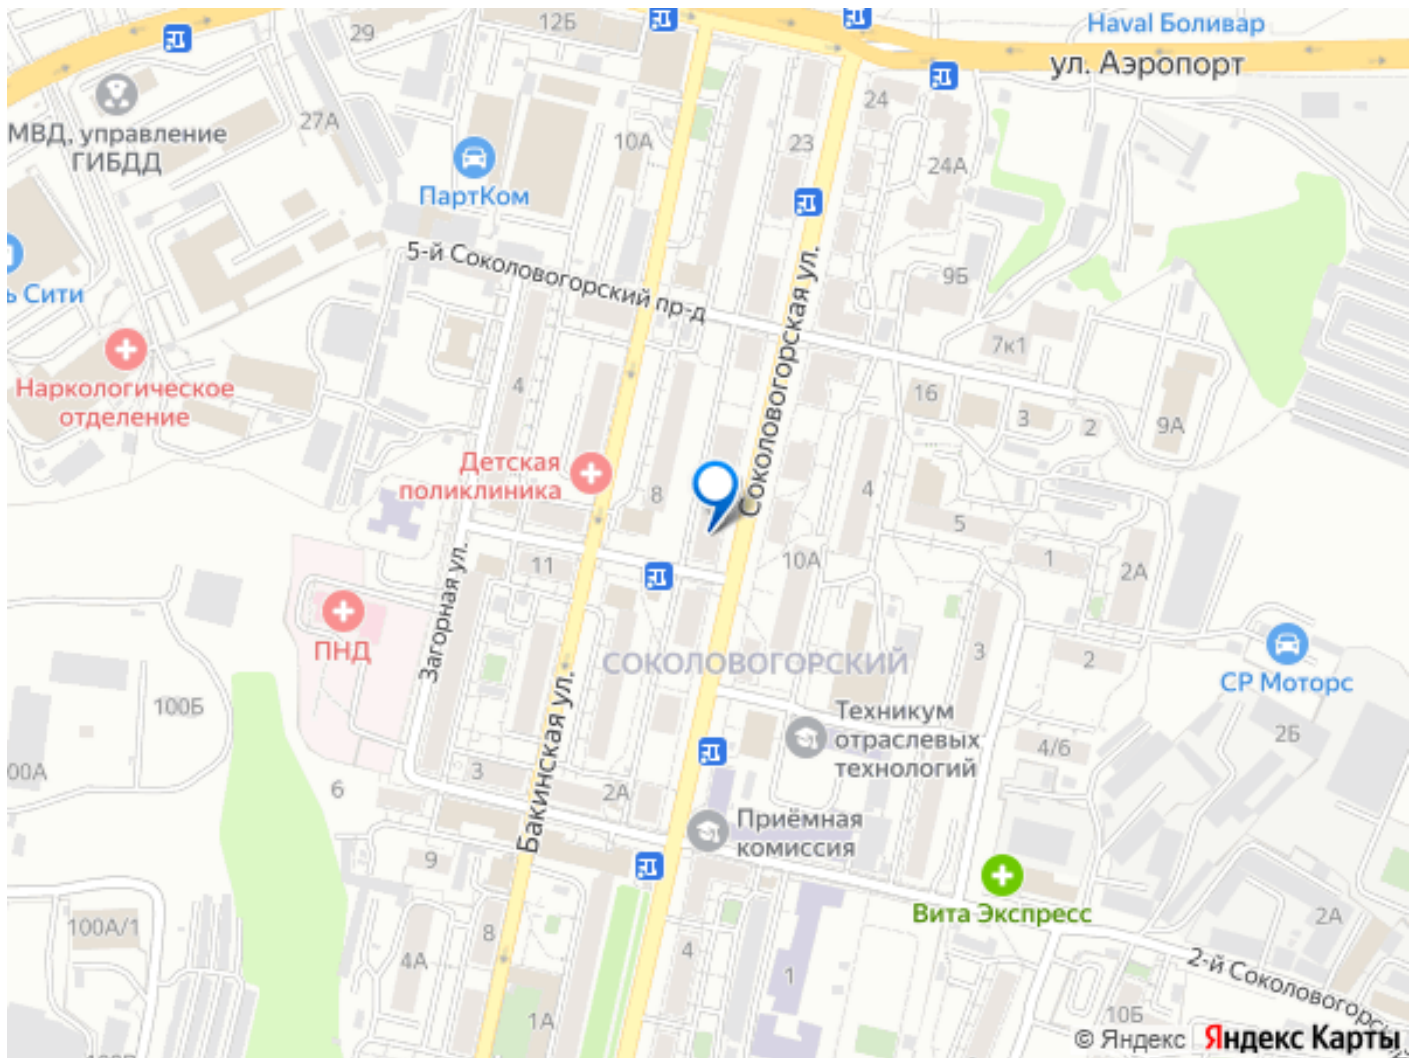 Haval Боливар
29
12Б
ул. Аэропорт
МВД, управление
ГИБДД
27А
24
10А
23
24А
ПартКом
5-й Соколовогорский пр-д
Соколовогорская ул.
9Б
ь Сити
7к1
Наркологическое
отделение
4
16
3
2
9А
Детская
поликлиника
8
4
5
1
2А
10А
11
Загорная ул.
ПНД
СОКОЛОВОГОРСКИЙ
3
2
СР Моторс
100Б
Бакинская ул.
Техникум
отраслевых
технологий
4/6
2Б
00А
3
6
2А
Приёмная
комиссия
9
Вита Экспресс
100А/1
8
4А
4
1
2А
2-й Соколовогорс
1А
10Б
© Яндекс Яндекс Карты